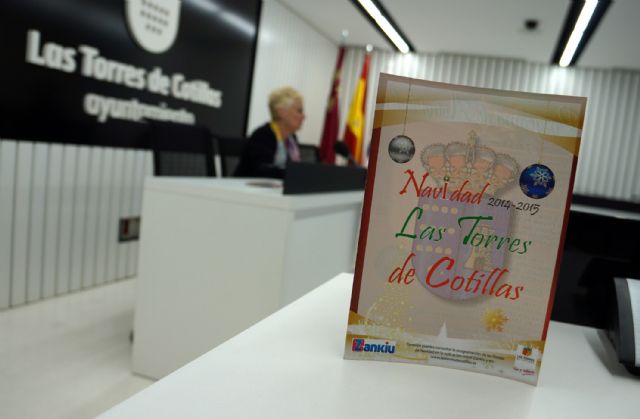 Las Torres de Cotillas
ayuntamiento
Navidad 2014-2015
Las Torres
de Cotillas
Bankiu